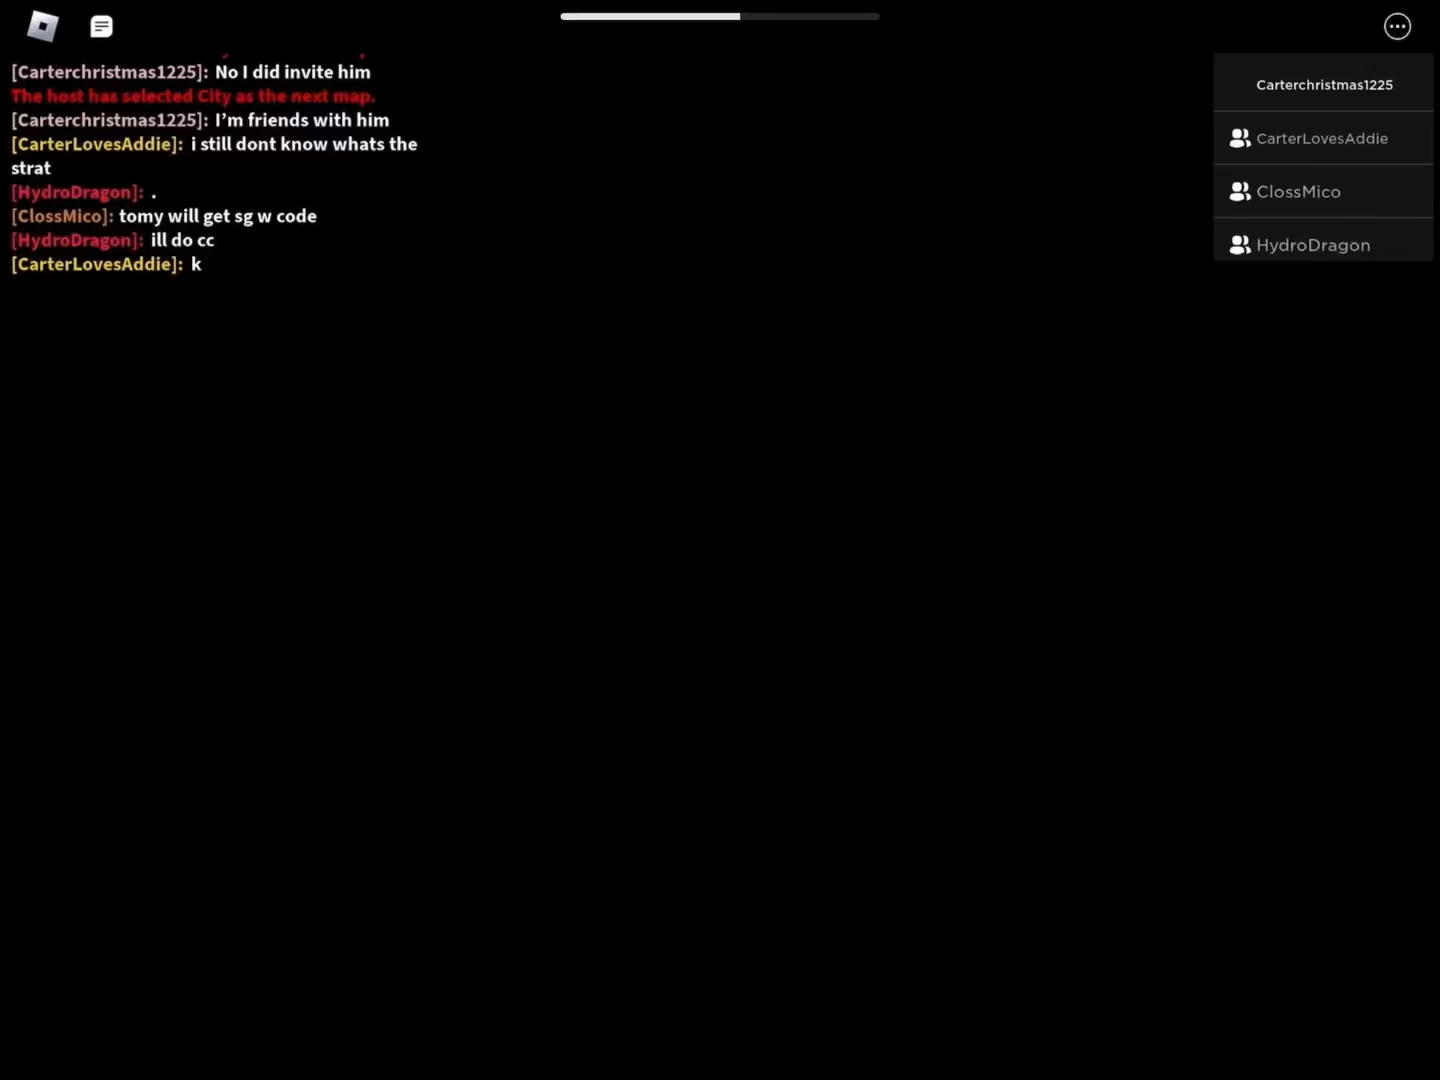 [Carterchristmas1225]: No I did invite him
The host has selected City as the next map.
[Carterchristmas1225]: I'm friends with him
[CarterLovesAddie]: i still dont know whats the
strat
[HydroDragon]: .
[ClossMico]: tomy will get sg w code
[HydroDragon]: ill do cc
[CarterLovesAddie]: k
Carterchristmas1225
CarterLovesAddie
ClossMico
HydroDragon